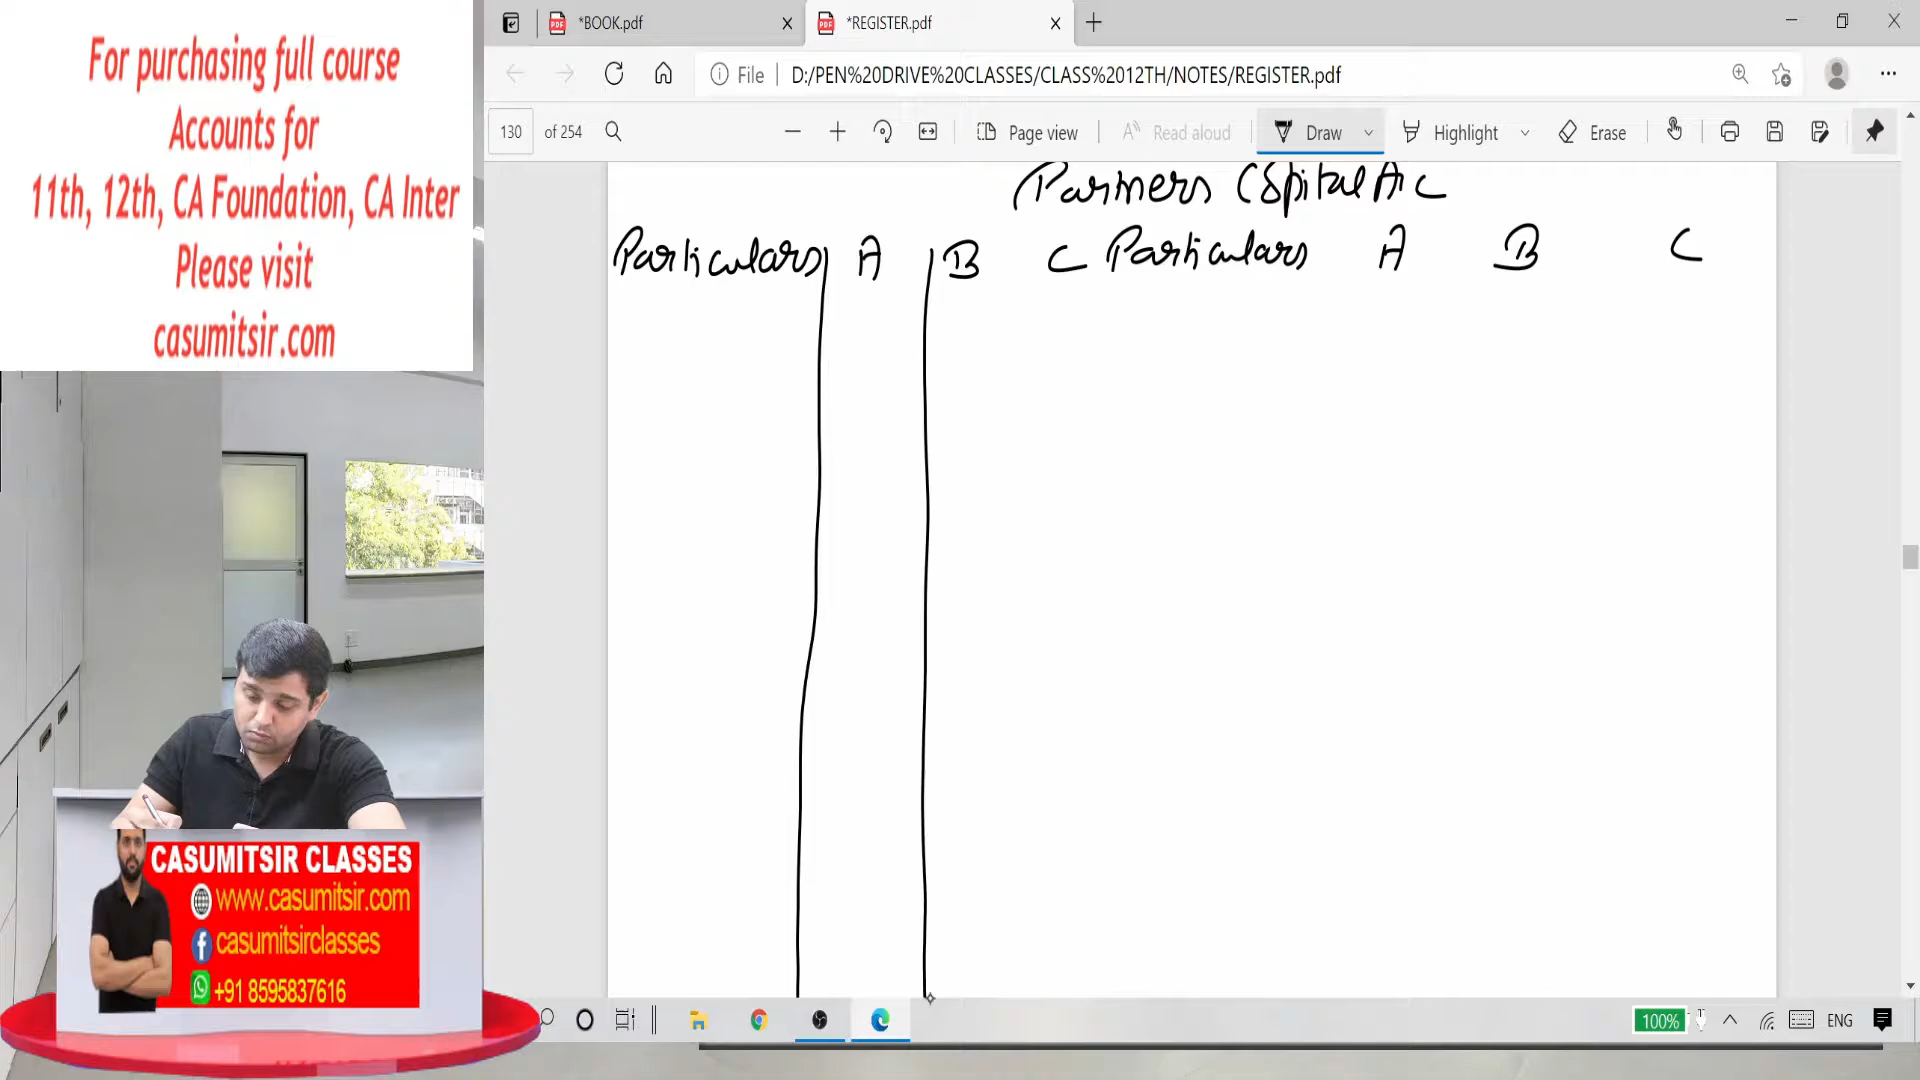 For purchasing full course
Accounts for
11th, 12th, CA Foundation, CA Inter
Please visit
casumitsir.com
*BOOK.pdf
*REGISTER.pdf
File
D:/PEN%20DRIVE%20CLASSES/CLASS%2012TH/NOTES/REGISTER.pdf
130 of 254
Page view
Read aloud
Draw
Highlight
Erase
Partners Capital A/c
Particulars A B C Particulars A B C
CASUMITSIR CLASSES
www.casumitsir.com
casumitsirclasses
+91 8595837616
100%
ENG